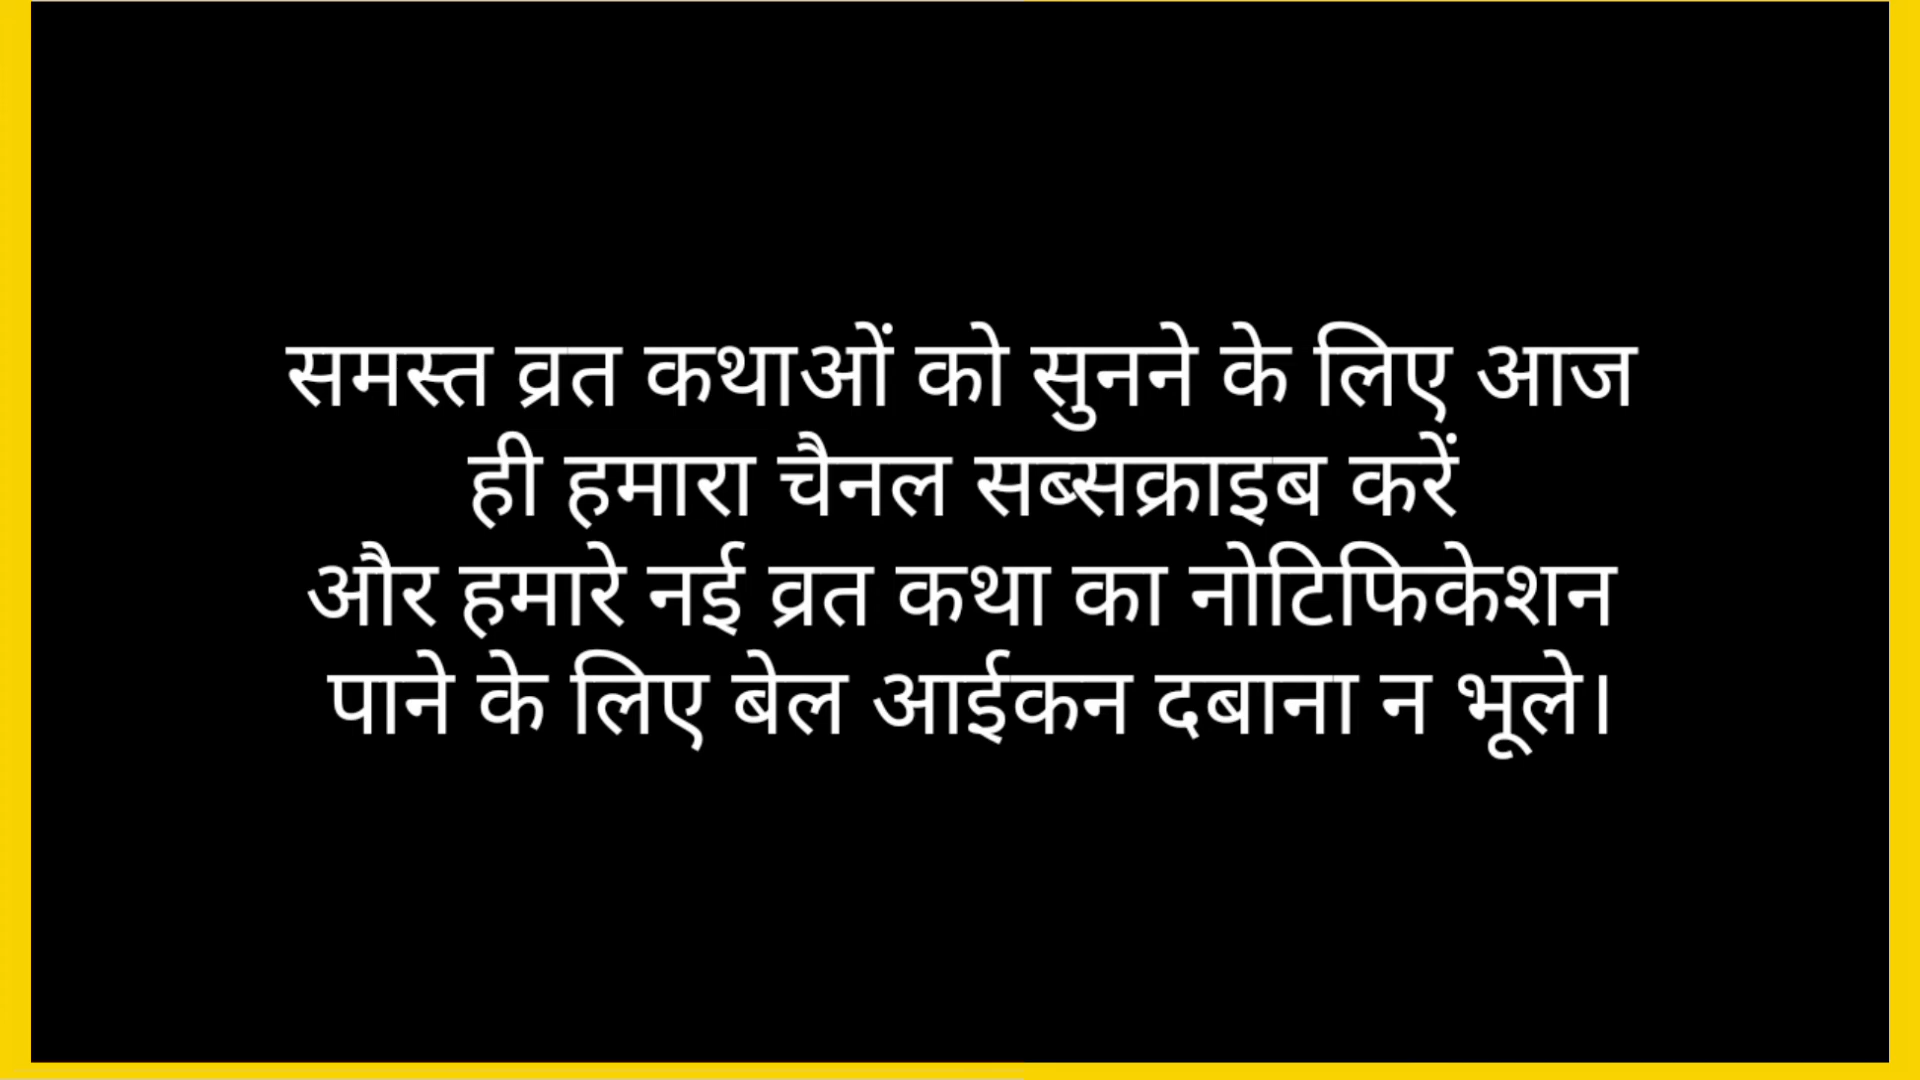 समस्त व्रत कथाओं को सुनने के लिए आज
ही हमारा चैनल सब्सक्राइब करें
और हमारे नई व्रत कथा का नोटिफिकेशन
पाने के लिए बेल आईकन दबाना न भूले।